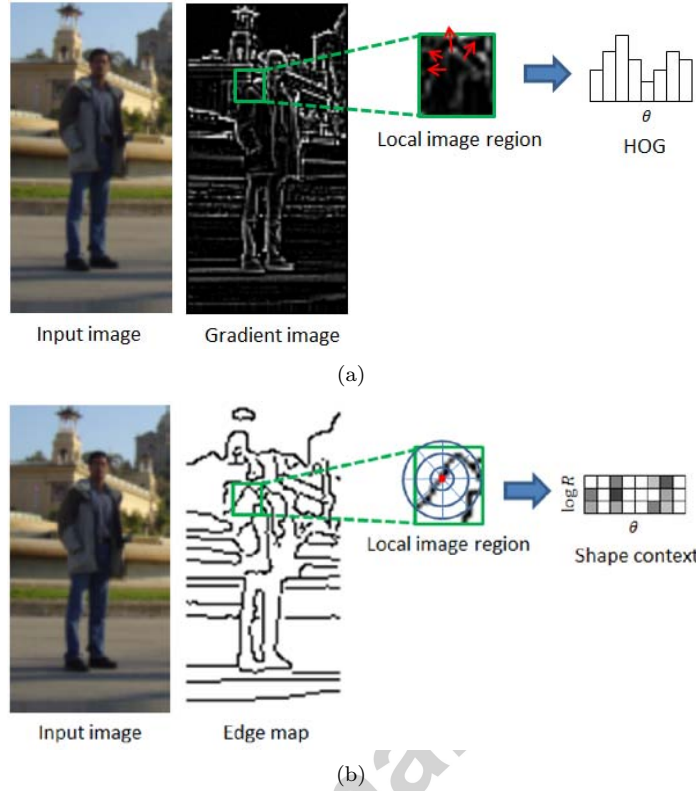 Local image region
θ
HOG
Input image
Gradient image
(a)
log R
θ
Local image region
Shape context
Input image
Edge map
(b)